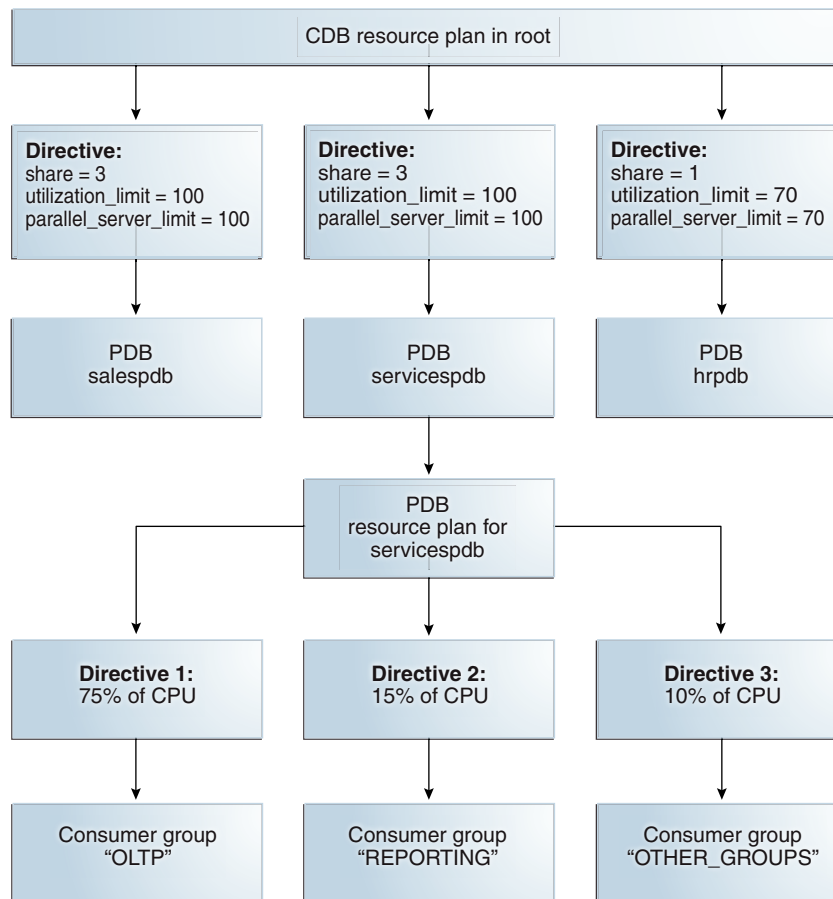 CDB resource plan in root
Directive:
share = 3
utilization_limit = 100
parallel_server_limit = 100
Directive:
share = 3
utilization_limit = 100
parallel_server_limit = 100
Directive:
share = 1
utilization_limit = 70
parallel_server_limit = 70
PDB
salespdb
PDB
servicespdb
PDB
hrpdb
PDB
resource plan for
servicespdb
Directive 1:
75% of CPU
Directive 2:
15% of CPU
Directive 3:
10% of CPU
Consumer group
“OLTP”
Consumer group
“REPORTING”
Consumer group
“OTHER_GROUPS”